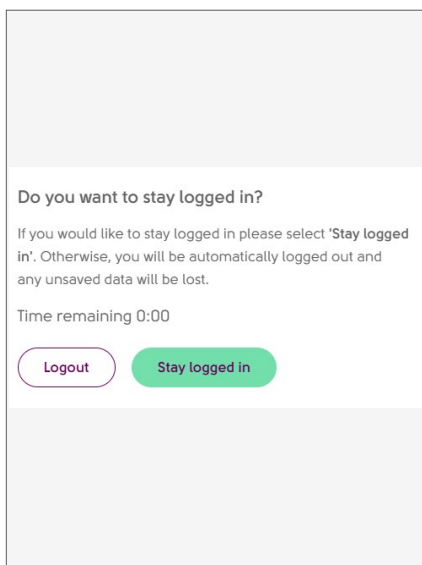 Do you want to stay logged in?
If you would like to stay logged in please select 'Stay logged
in'. Otherwise, you will be automatically logged out and
any unsaved data will be lost.
Time remaining 0:00
Logout
Stay logged in